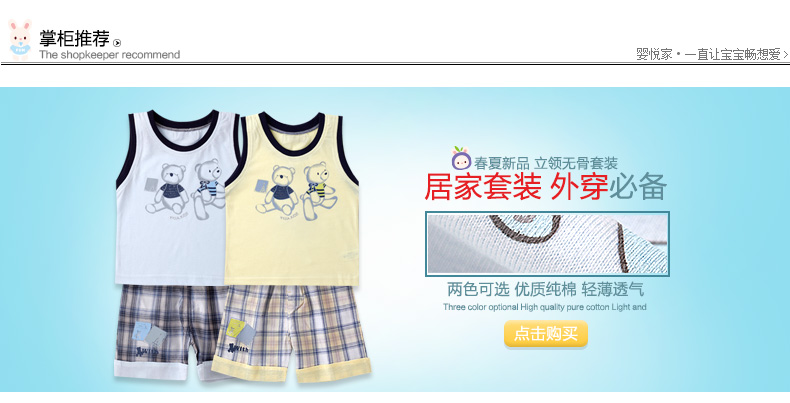 掌柜推荐
The shopkeeper recommend
婴悦家•一直让宝宝畅想爱>
春夏新品 立领无骨套装
居家套装 外穿必备
两色可选 优质纯棉 轻薄透气
Three color optional High quality pure cotton Light and
点击购买